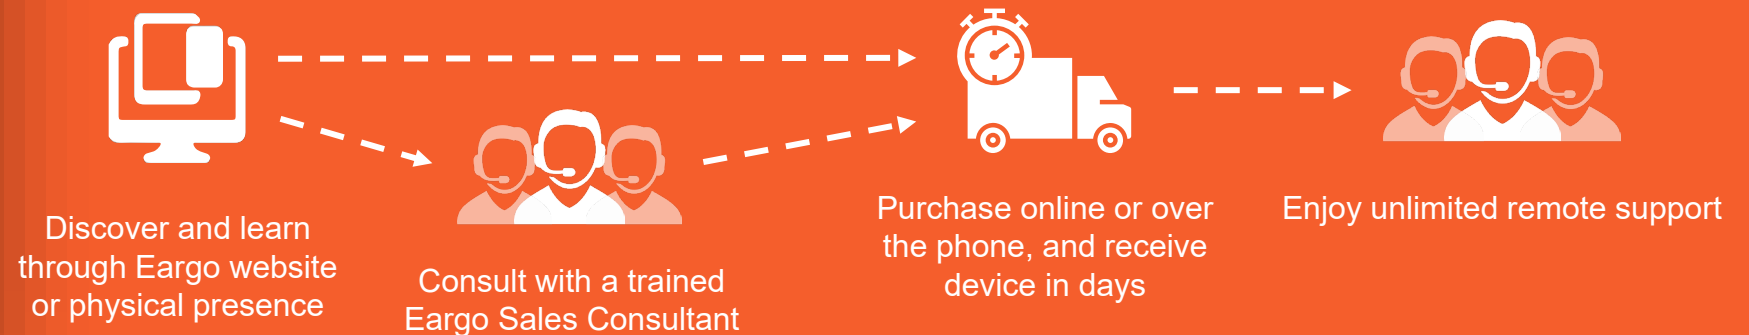 Discover and learn
through Eargo website
or physical presence
Consult with a trained
Eargo Sales Consultant
Purchase online or over
the phone, and receive
device in days
Enjoy unlimited remote support